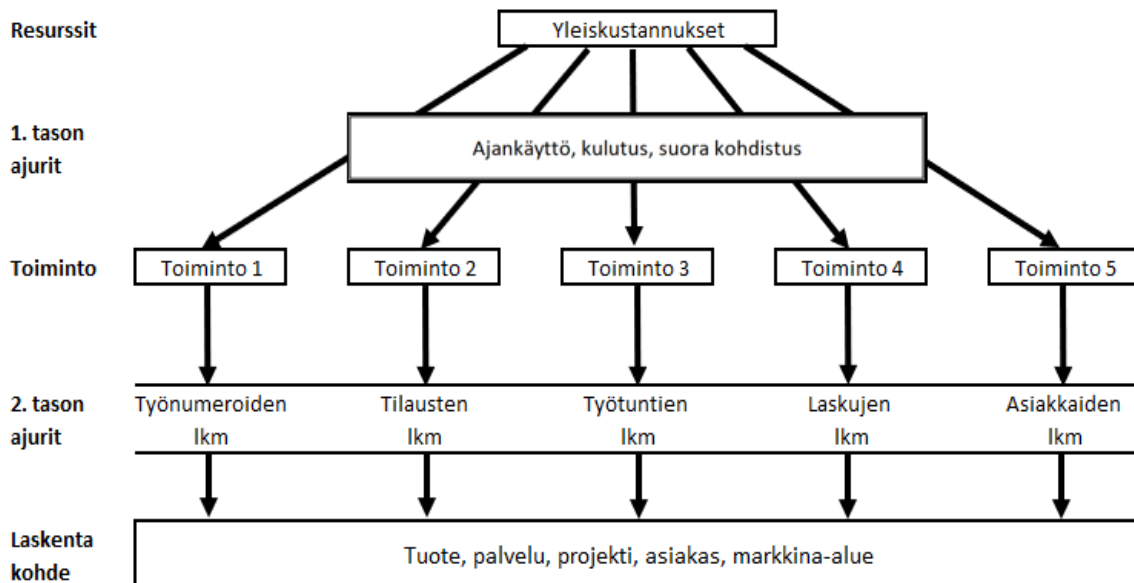 Resurssit
Yleiskustannukset
1. tason
ajurit
Ajankäyttö, kulutus, suora kohdistus
Toiminto
Toiminto 1
Toiminto 2
Toiminto 3
Toiminto 4
Toiminto 5
2. tason
ajurit
Työnumeroiden
lkm
Tilausten
lkm
Työtuntien
lkm
Laskujen
lkm
Asiakkaiden
lkm
Laskenta
kohde
Tuote, palvelu, projekti, asiakas, markkina-alue